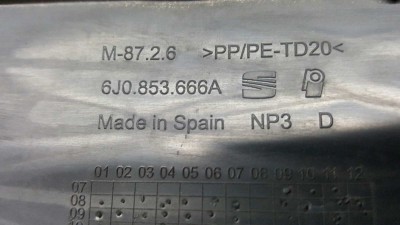 M-87.2.6 >PP/PE-TD20<
6J0.853.666A
Made in Spain NP3 D
01 02 03 04 05 06 07 08 09 10 11 12
07
08
09